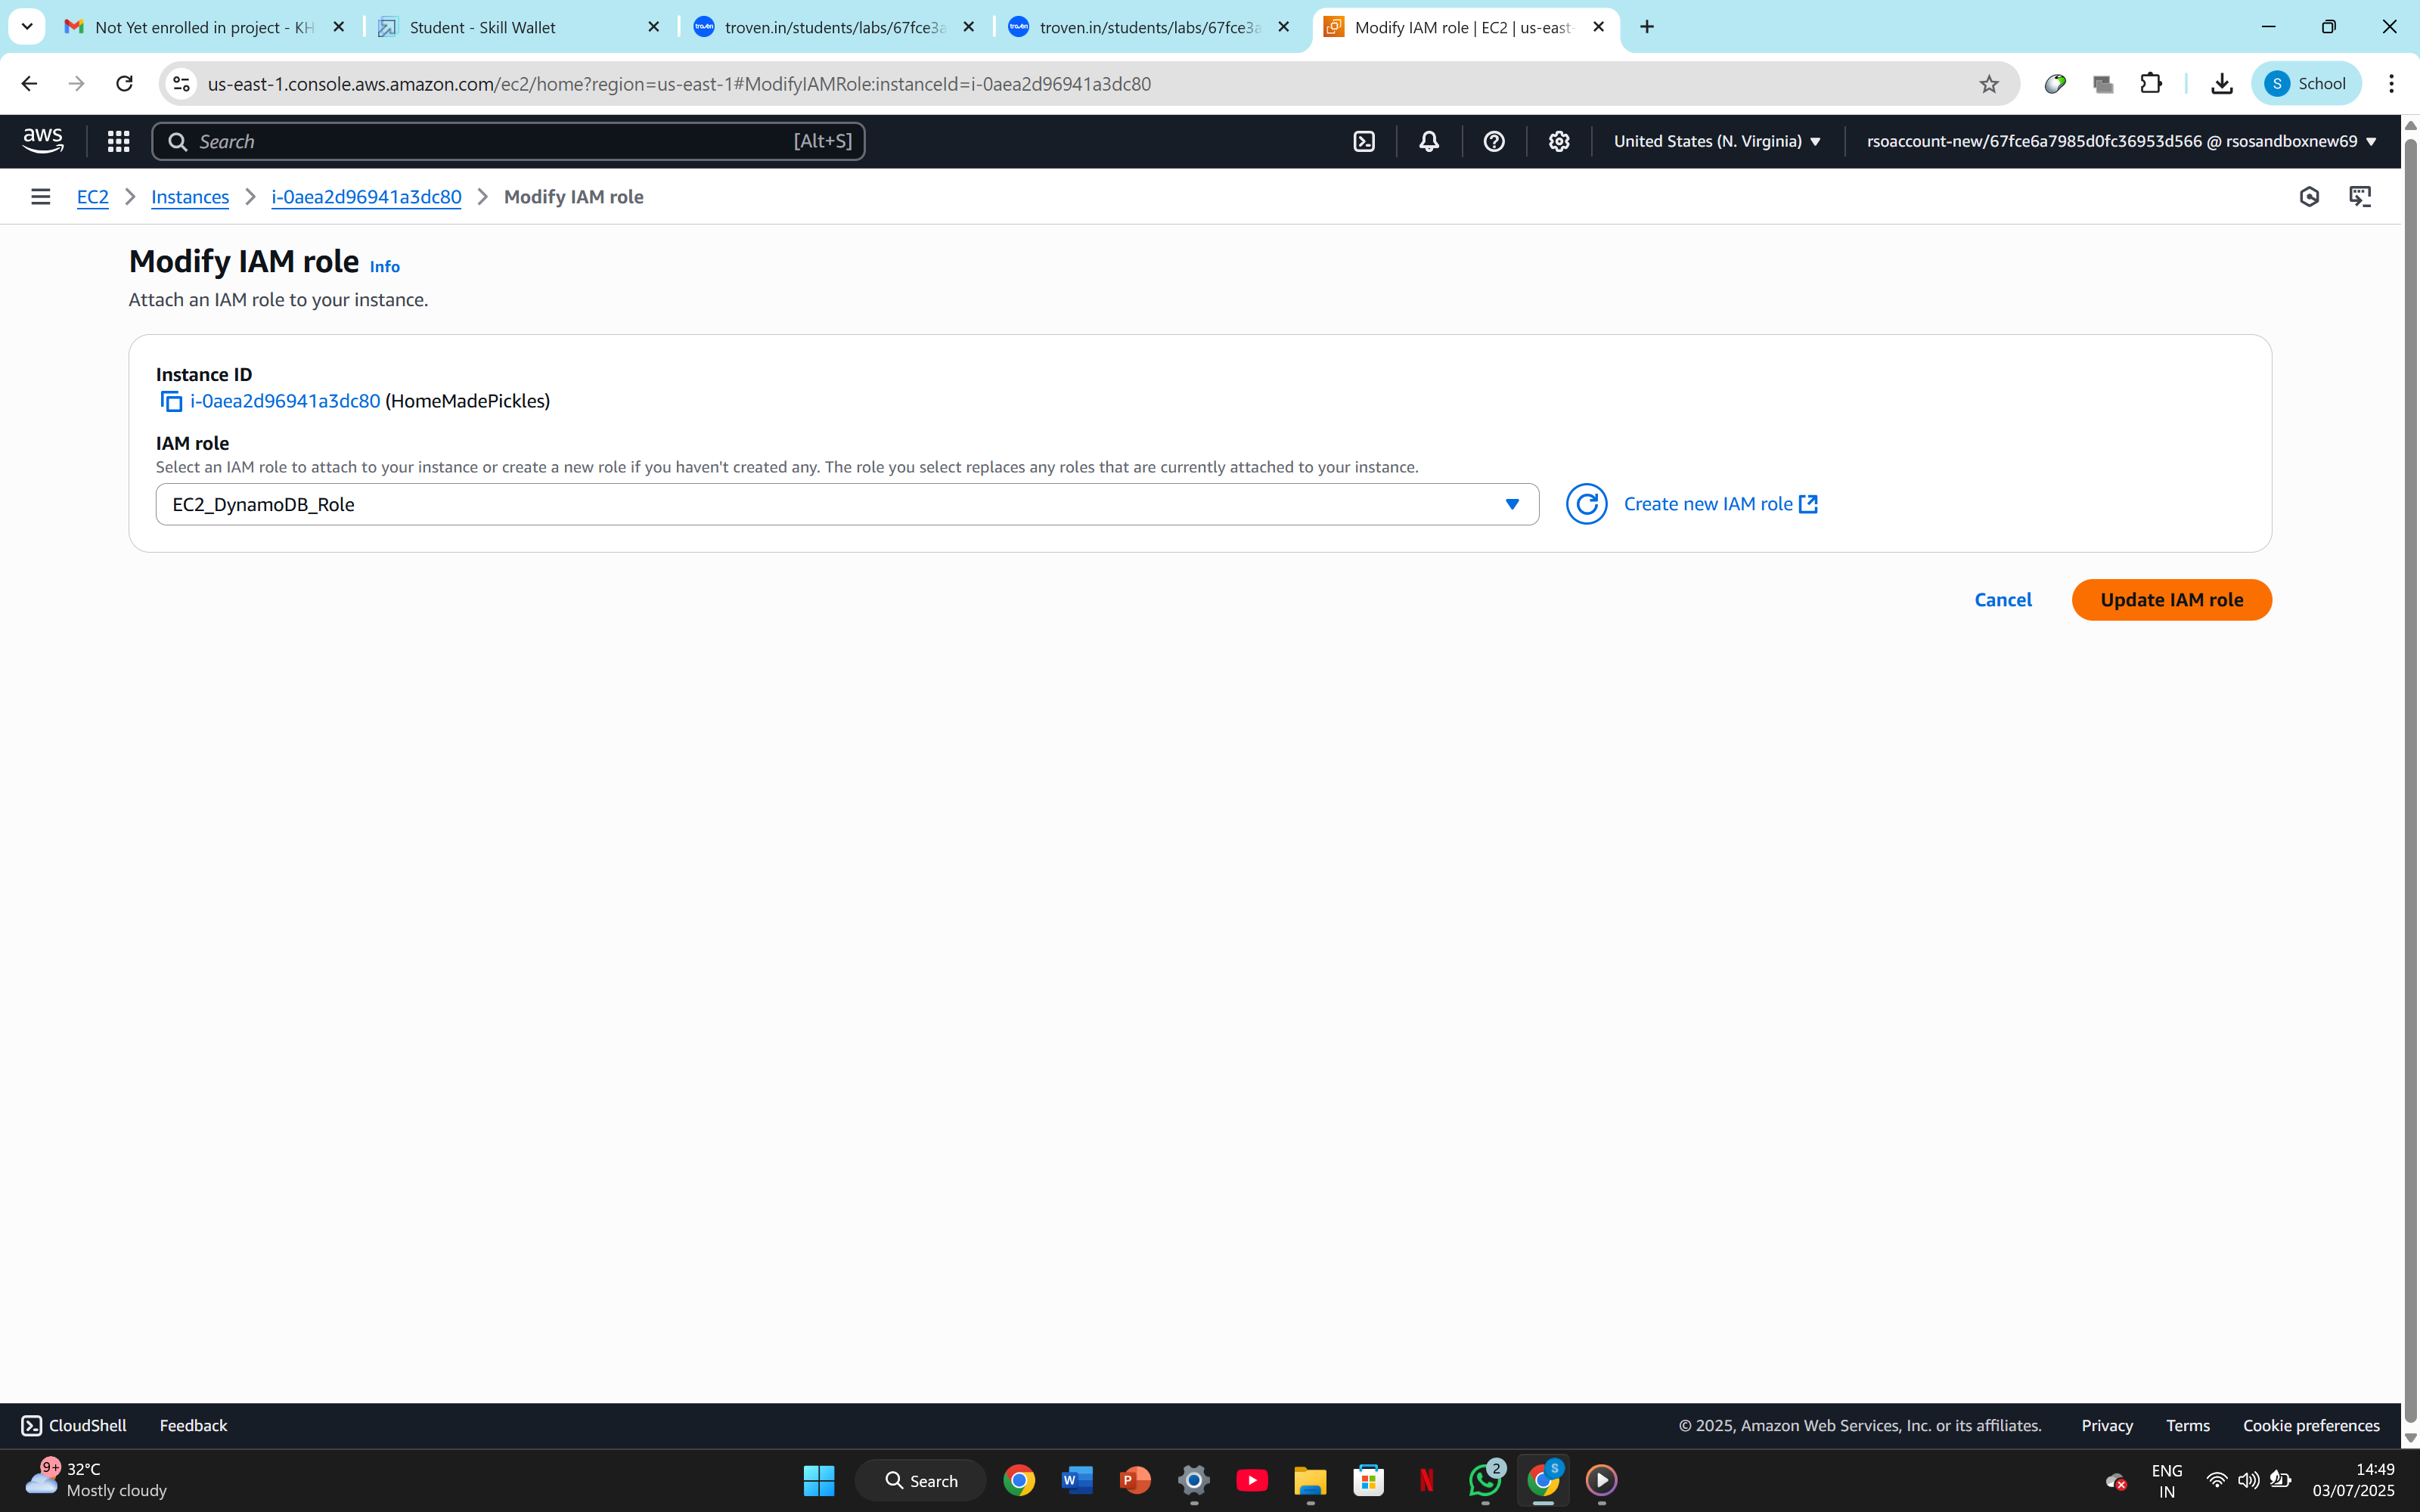 Not Yet enrolled in project - KH
Student - Skill Wallet
troven.in/students/labs/67fce3a
troven.in/students/labs/67fce3a
Modify IAM role | EC2 | us-east-
us-east-1.console.aws.amazon.com/ec2/home?region=us-east-1#ModifyIAMRole:instanceId=i-0aea2d96941a3dc80
S School
aws
Search [Alt+S]
United States (N. Virginia)
rsoaccount-new/67fce6a7985d0fc36953d566 @ rsosandboxnew69
EC2 > Instances > i-0aea2d96941a3dc80 > Modify IAM role
Modify IAM role Info
Attach an IAM role to your instance.
Instance ID
i-0aea2d96941a3dc80 (HomeMadePickles)
IAM role
Select an IAM role to attach to your instance or create a new role if you haven't created any. The role you select replaces any roles that are currently attached to your instance.
EC2_DynamoDB_Role
Create new IAM role
Cancel
Update IAM role
CloudShell
Feedback
© 2025, Amazon Web Services, Inc. or its affiliates.
Privacy
Terms
Cookie preferences
9+
32°C
Mostly cloudy
Search
W
P
N
2
S
ENG
IN
14:49
03/07/2025